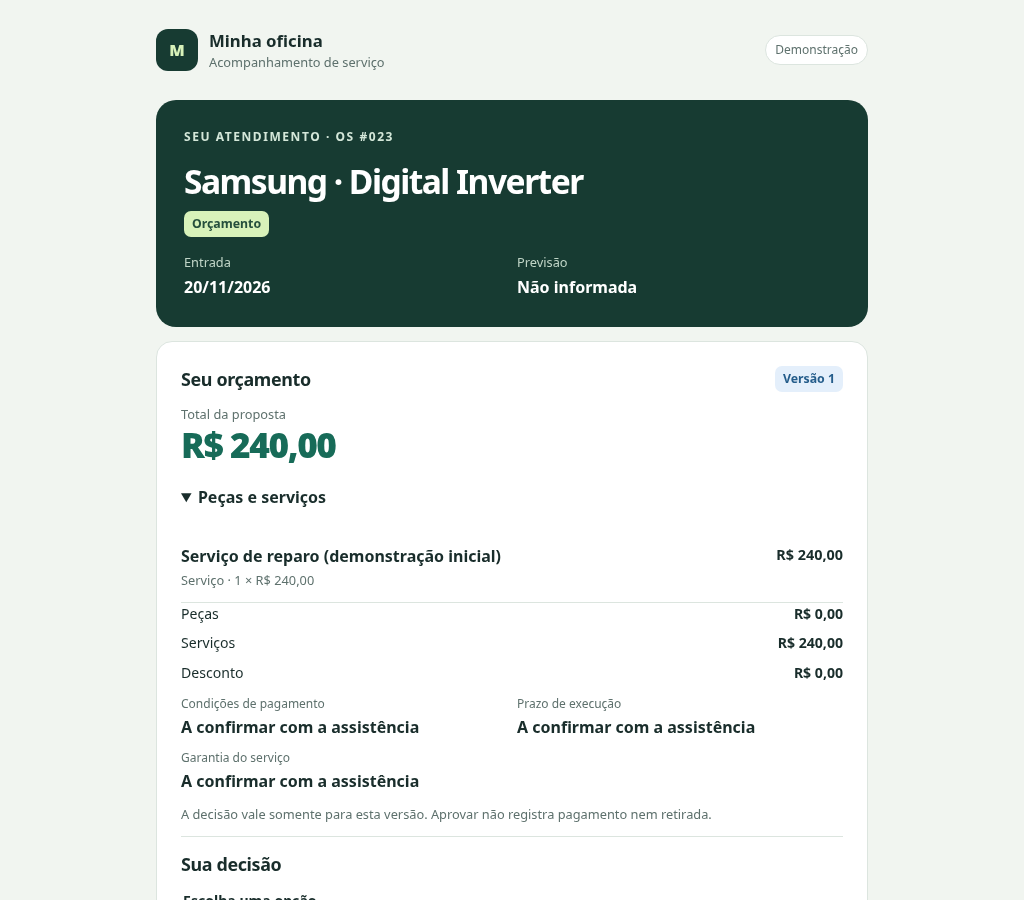 M
Minha oficina
Acompanhamento de serviço
Demonstração
SEU ATENDIMENTO · OS #023
Samsung · Digital Inverter
Orçamento
Entrada
Previsão
20/11/2026
Não informada
Seu orçamento
Versão 1
Total da proposta
R$ 240,00
▼ Peças e serviços
Serviço de reparo (demonstração inicial)
R$ 240,00
Serviço · 1 × R$ 240,00
Peças
R$ 0,00
Serviços
R$ 240,00
Desconto
R$ 0,00
Condições de pagamento
Prazo de execução
A confirmar com a assistência
A confirmar com a assistência
Garantia do serviço
A confirmar com a assistência
A decisão vale somente para esta versão. Aprovar não registra pagamento nem retirada.
Sua decisão
Escolha uma opção